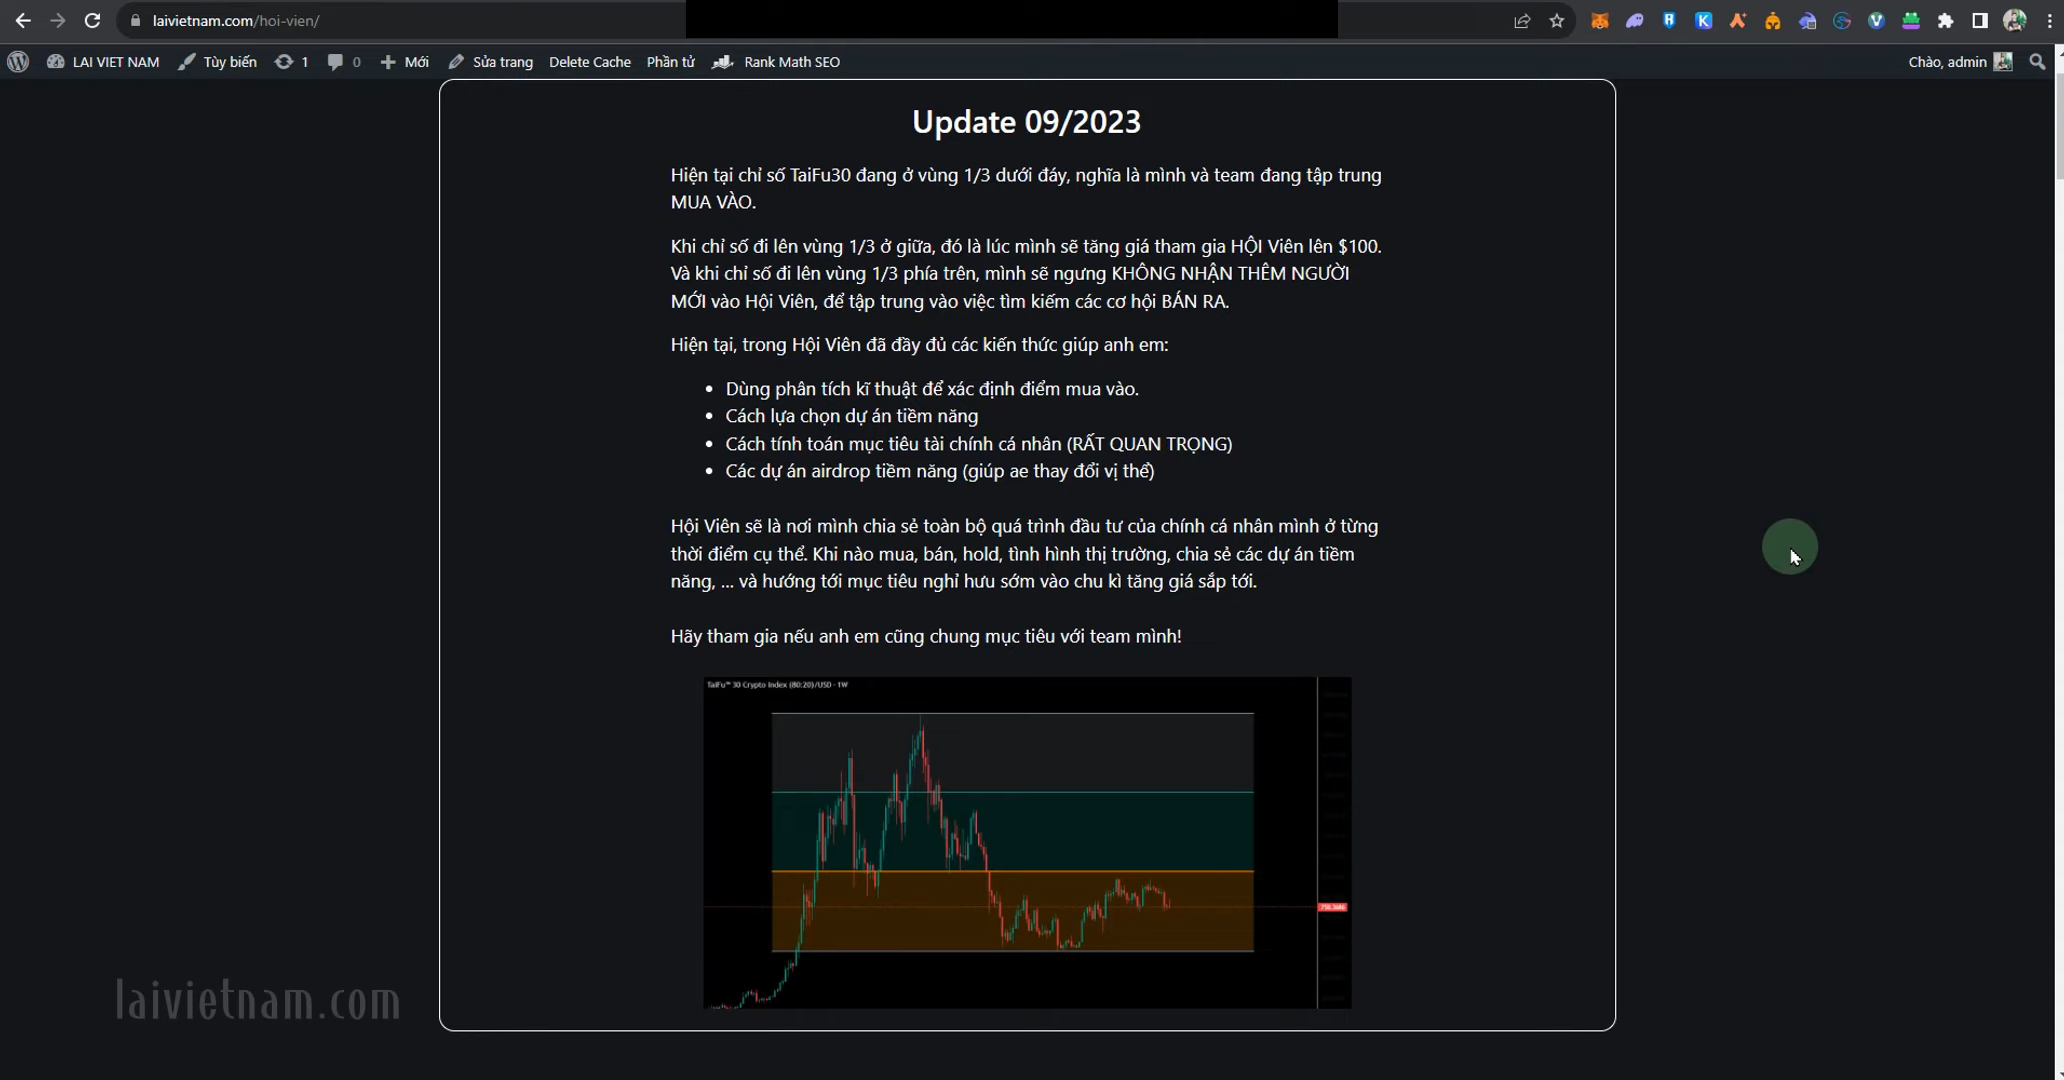 laivietnam.com/hoi-vien/
LAI VIET NAM Tùy biến 1 0 Mới Sửa trang Delete Cache Phần tử Rank Math SEO Chào, admin
Update 09/2023
Hiện tại chỉ số TaiFu30 đang ở vùng 1/3 dưới đáy, nghĩa là mình và team đang tập trung
MUA VÀO.
Khi chỉ số đi lên vùng 1/3 ở giữa, đó là lúc mình sẽ tăng giá tham gia HỘI Viên lên $100.
Và khi chỉ số đi lên vùng 1/3 phía trên, mình sẽ ngưng KHÔNG NHẬN THÊM NGƯỜI
MỚI vào Hội Viên, để tập trung vào việc tìm kiếm các cơ hội BÁN RA.
Hiện tại, trong Hội Viên đã đầy đủ các kiến thức giúp anh em:
• Dùng phân tích kĩ thuật để xác định điểm mua vào.
• Cách lựa chọn dự án tiềm năng
• Cách tính toán mục tiêu tài chính cá nhân (RẤT QUAN TRỌNG)
• Các dự án airdrop tiềm năng (giúp ae thay đổi vị thế)
Hội Viên sẽ là nơi mình chia sẻ toàn bộ quá trình đầu tư của chính cá nhân mình ở từng
thời điểm cụ thể. Khi nào mua, bán, hold, tình hình thị trường, chia sẻ các dự án tiềm
năng, ... và hướng tới mục tiêu nghỉ hưu sớm vào chu kì tăng giá sắp tới.
Hãy tham gia nếu anh em cũng chung mục tiêu với team mình!
TaiFu™ 30 Crypto Index (80:20)/USD · 1W
laivietnam.com